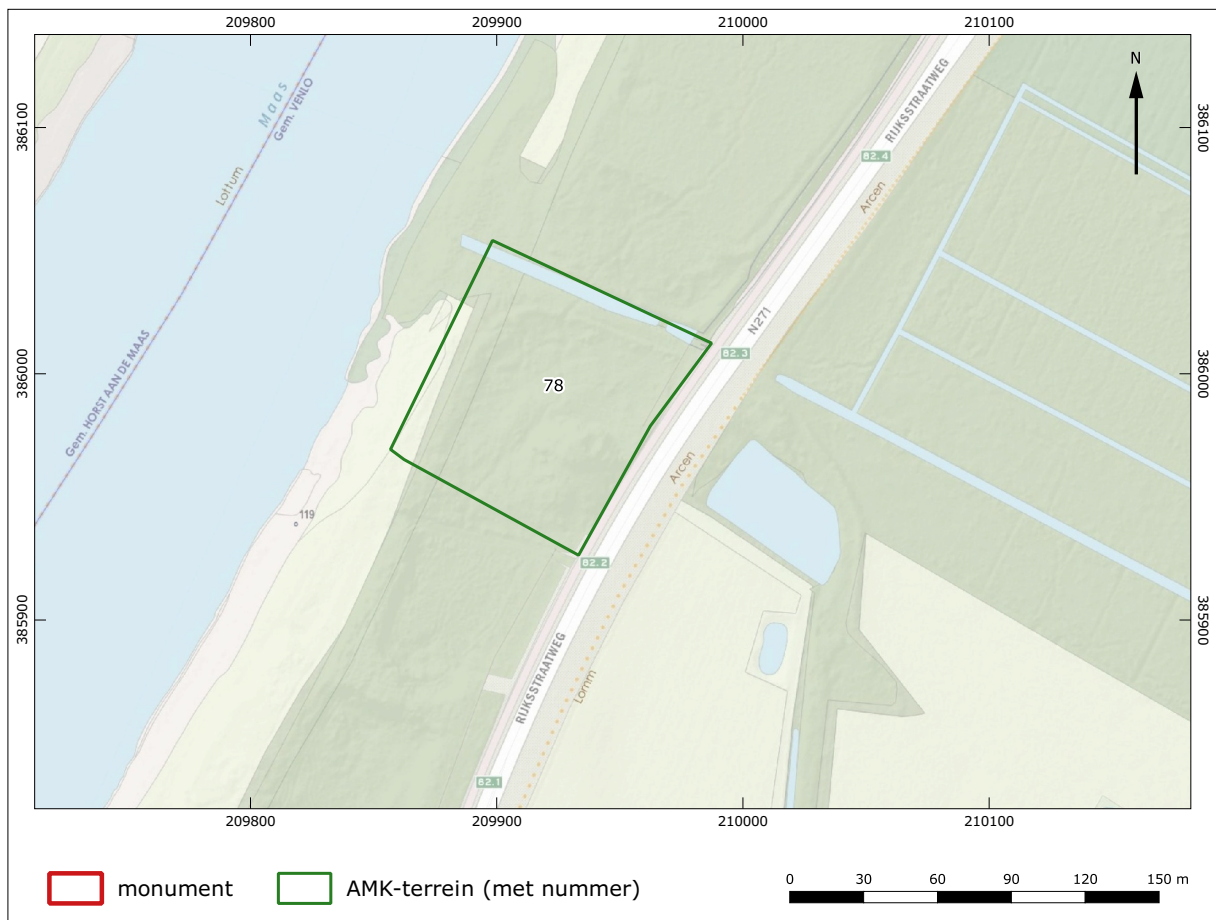 209800 209900 210000 210100
N
RIJKSSTRAATWEG
82.4
Maas
Gem. VENLO
386100
386100
Lottum
Arcen
N271
82.3
Gem. HORST AAN DE MAAS
386000
78
386000
Arcen
119
82.2
385900
385900
RIJKSSTRAATWEG
Lomm
82.1
209800 209900 210000 210100
monument
AMK-terrein (met nummer)
0 30 60 90 120 150 m